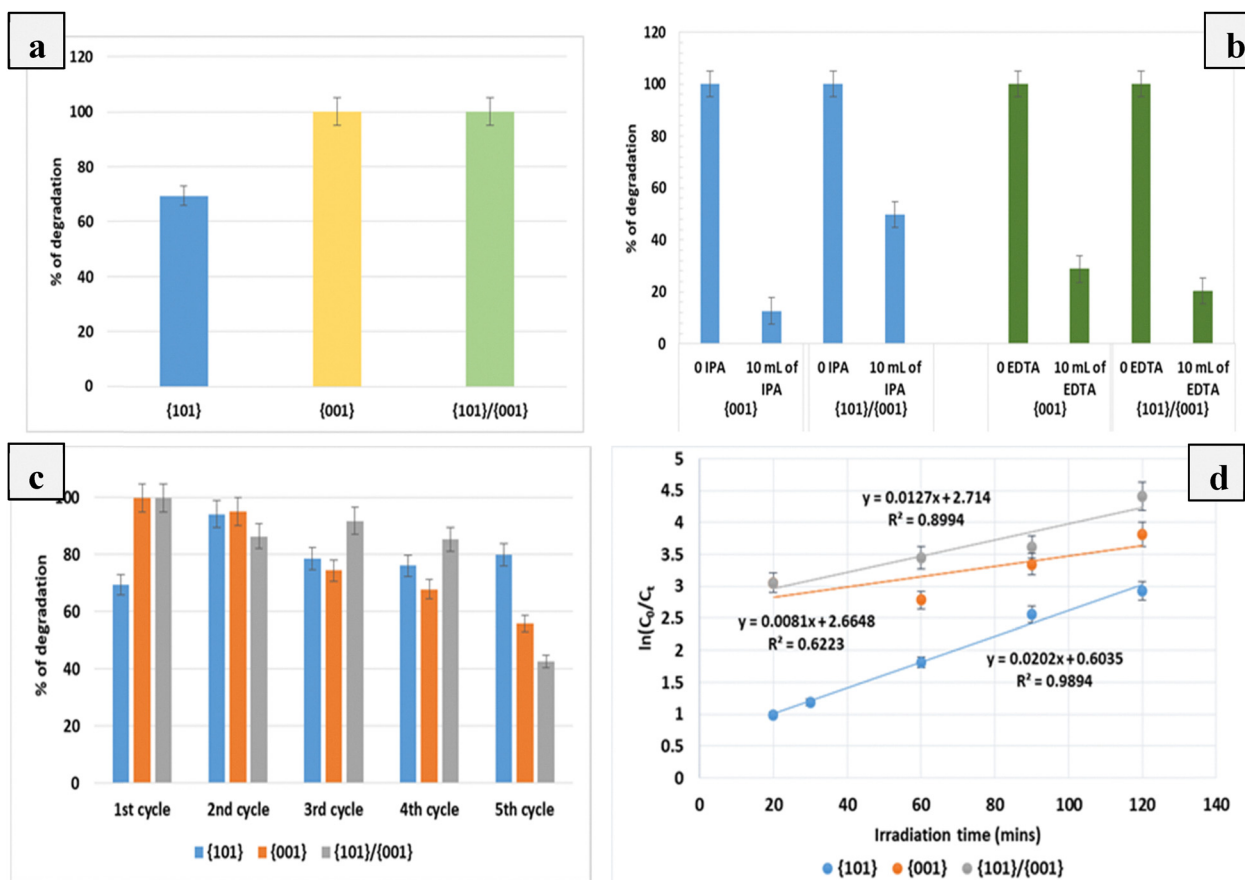 a
120
100
80
60
40
20
0
% of degradation
{101}
{001}
{101}/{001}
b
120
100
80
60
40
20
0
% of degradation
0 IPA 10 mL of IPA 0 IPA 10 mL of IPA 0 EDTA 10 mL of EDTA 0 EDTA 10 mL of EDTA
{001} {101}/{001} {001} {101}/{001}
c
100
80
60
40
20
0
% of degradation
1st cycle 2nd cycle 3rd cycle 4th cycle 5th cycle
{101} {001} {101}/{001}
d
5
4.5
4
3.5
3
2.5
2
1.5
1
0.5
0
ln(C₀/Cₜ)
y = 0.0127x + 2.714
R² = 0.8994
y = 0.0081x + 2.6648
R² = 0.6223
y = 0.0202x + 0.6035
R² = 0.9894
0 20 40 60 80 100 120 140
Irradiation time (mins)
{101} {001} {101}/{001}